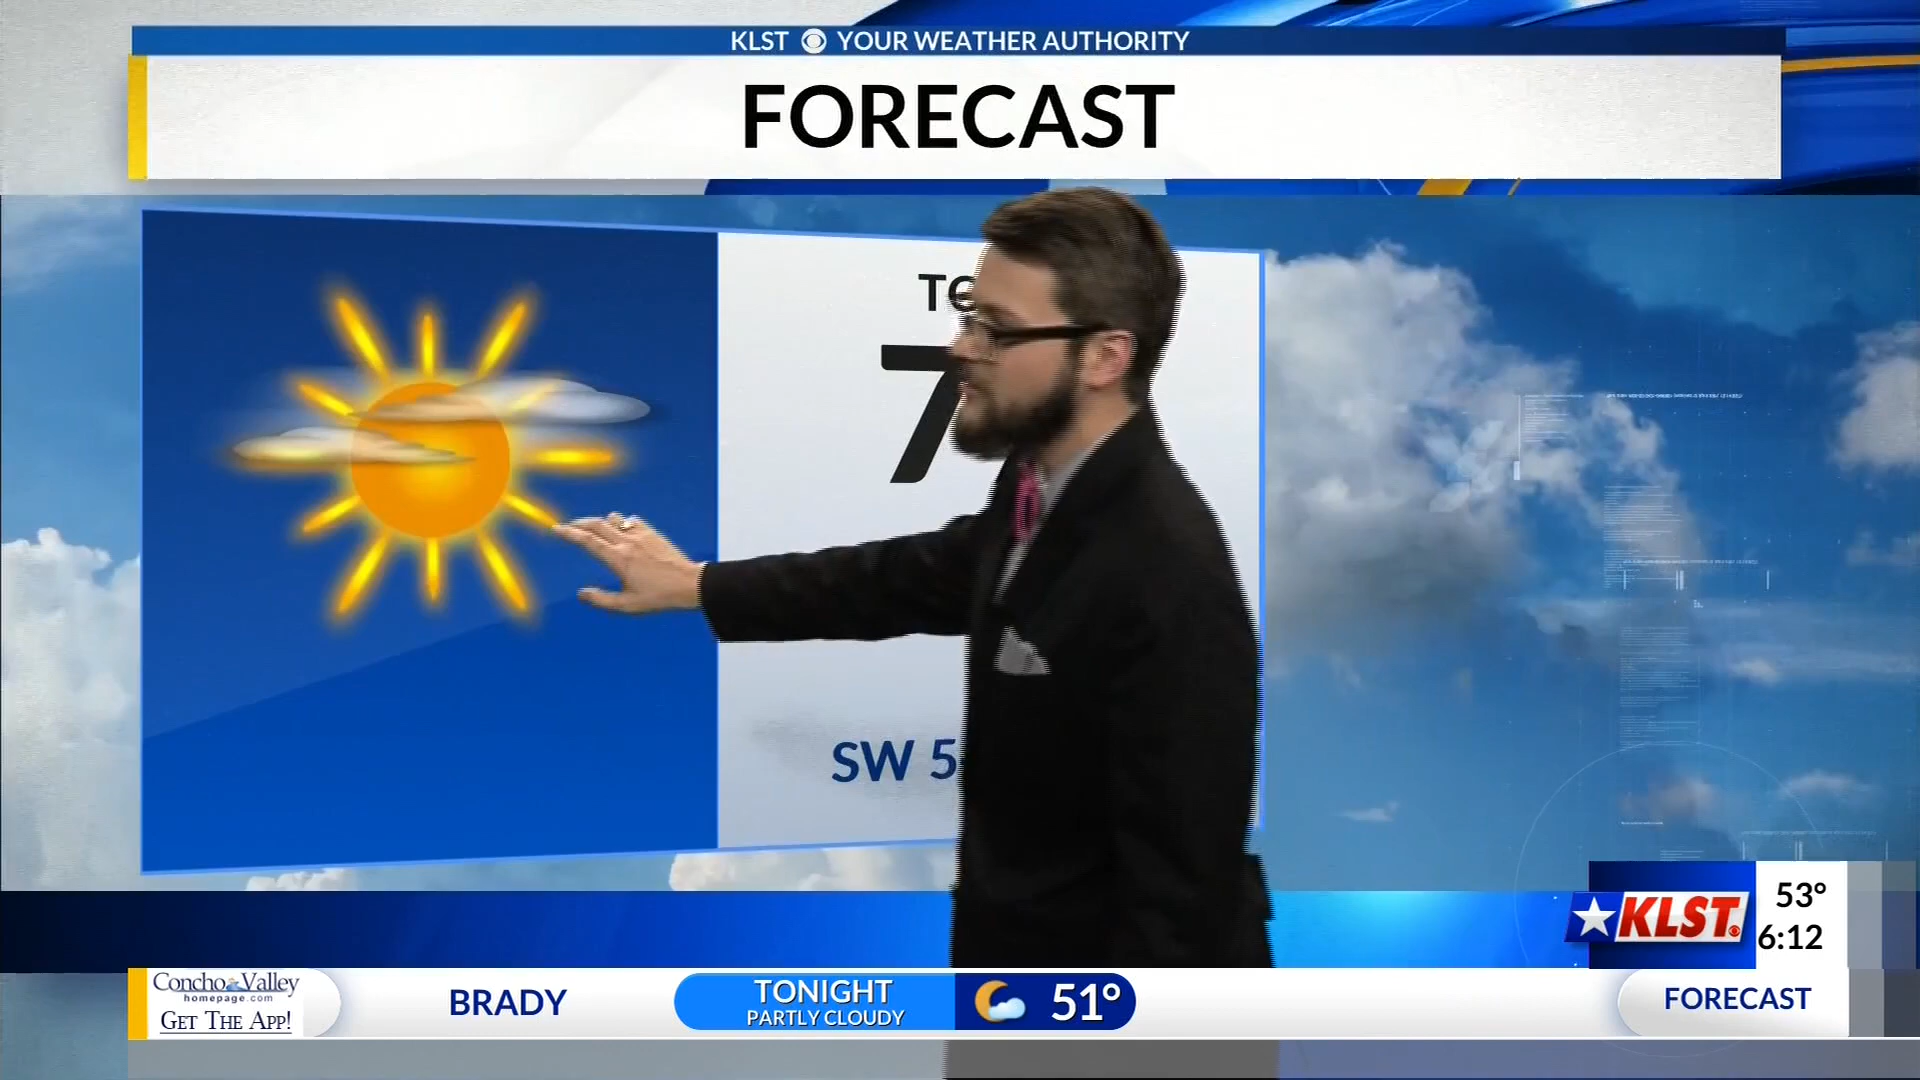 KLST YOUR WEATHER AUTHORITY
FORECAST
7
SW 5
KLST
53°
6:12
Concho Valley
homepage.com
GET THE APP!
BRADY
TONIGHT
PARTLY CLOUDY
51°
FORECAST